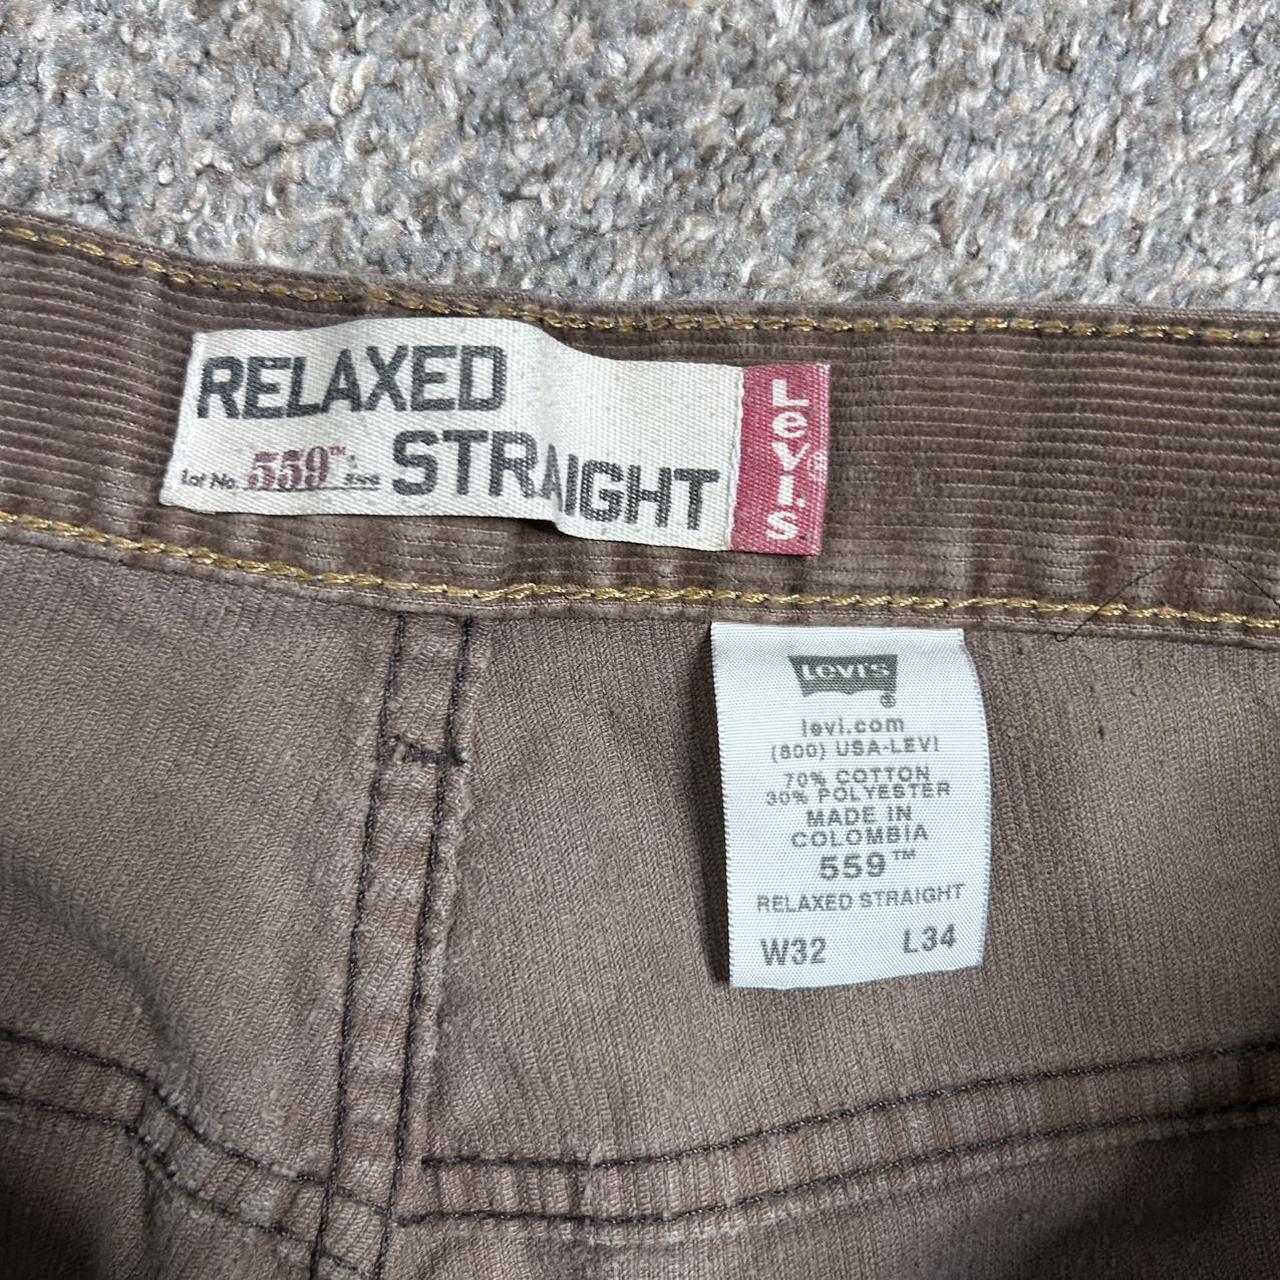 RELAXED
Lot No. 559™ STRAIGHT
Levi's®
LEVI'S®
levi.com
(800) USA-LEVI
70% COTTON
30% POLYESTER
MADE IN
COLOMBIA
559™
RELAXED STRAIGHT
W32 L34